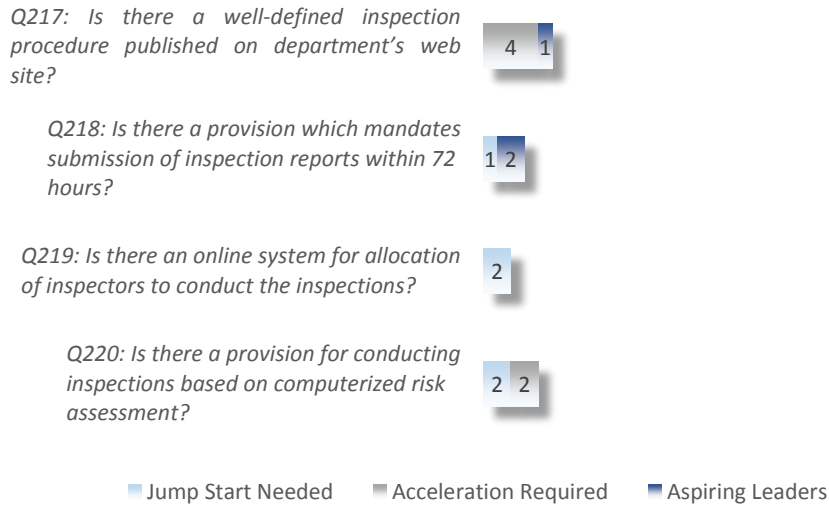 Q217: Is there a well-defined inspection
procedure published on department's web
site?
4 1
Q218: Is there a provision which mandates
submission of inspection reports within 72
hours?
1 2
Q219: Is there an online system for allocation
of inspectors to conduct the inspections?
2
Q220: Is there a provision for conducting
inspections based on computerized risk
assessment?
2 2
Jump Start Needed Acceleration Required Aspiring Leaders